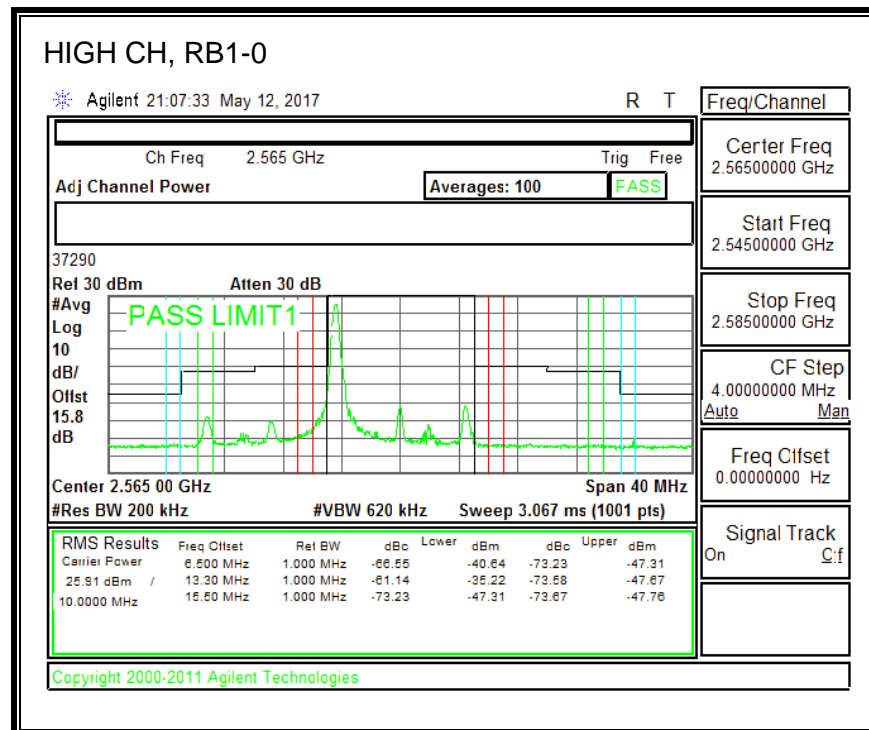 HIGH CH, RB1-0
Agilent 21:07:33 May 12, 2017 R T
Freq/Channel
Ch Freq 2.565 GHz Trig Free
Adj Channel Power Averages: 100 PASS
37290
Ref 30 dBm Atten 30 dB
#Avg
Log
10
dB/
Offst
15.8
dB
PASS LIMIT1
Center 2.565 00 GHz Span 40 MHz
#Res BW 200 kHz #VBW 620 kHz Sweep 3.067 ms (1001 pts)
RMS Results Freq Offset Ref BW dBc Lower dBm dBc Upper dBm
Carrier Power 6.500 MHz 1.000 MHz -66.55 -40.64 -73.23 -47.31
25.91 dBm / 13.30 MHz 1.000 MHz -61.14 -35.22 -73.58 -47.67
10.0000 MHz 15.50 MHz 1.000 MHz -73.23 -47.31 -73.67 -47.76
Copyright 2000-2011 Agilent Technologies
Center Freq
2.56500000 GHz
Start Freq
2.54500000 GHz
Stop Freq
2.58500000 GHz
CF Step
4.00000000 MHz
Auto Man
Freq Offset
0.00000000 Hz
Signal Track
On Off